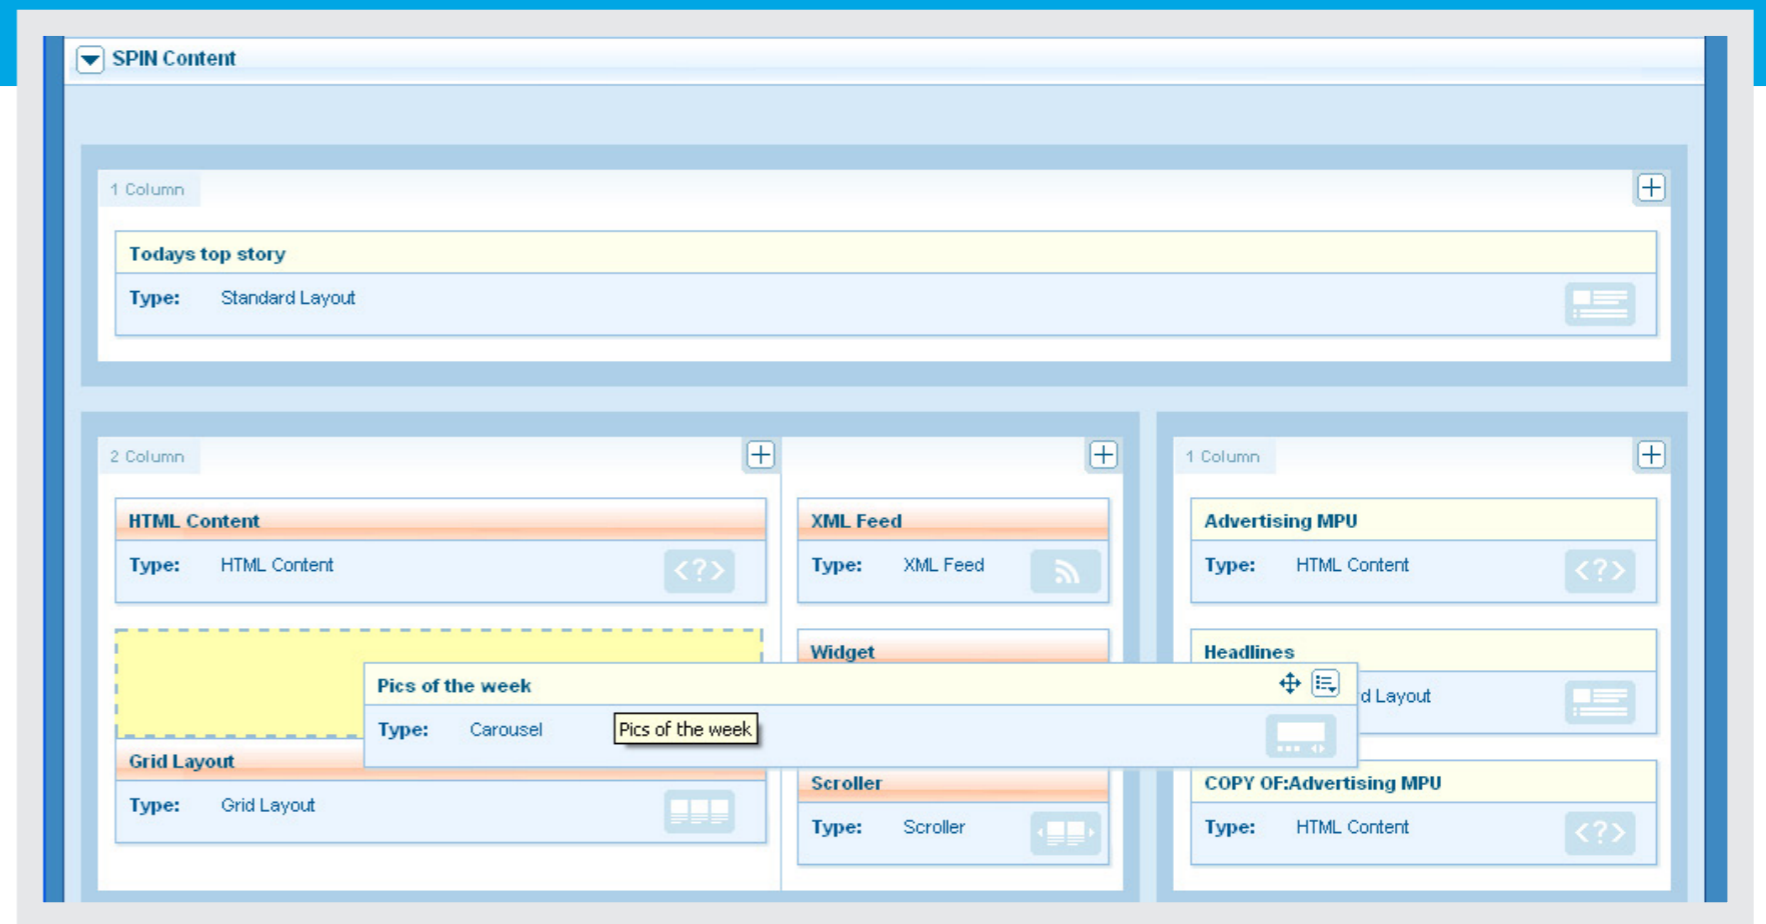 SPIN Content
1 Column
Todays top story
Type: Standard Layout
2 Column
HTML Content
Type: HTML Content
XML Feed
Type: XML Feed
1 Column
Advertising MPU
Type: HTML Content
Widget
Headlines
d Layout
Pics of the week
Type: Carousel
Pics of the week
Grid Layout
Type: Grid Layout
Scroller
Type: Scroller
COPY OF:Advertising MPU
Type: HTML Content